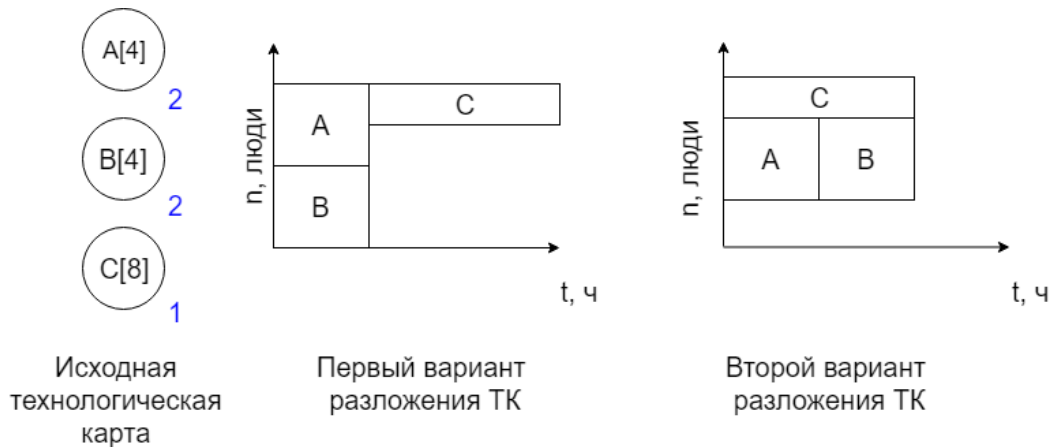 A[4]
2
B[4]
2
C[8]
1
Исходная
технологическая
карта
n, люди
A
B
C
t, ч
Первый вариант
разложения ТК
n, люди
C
A
B
t, ч
Второй вариант
разложения ТК